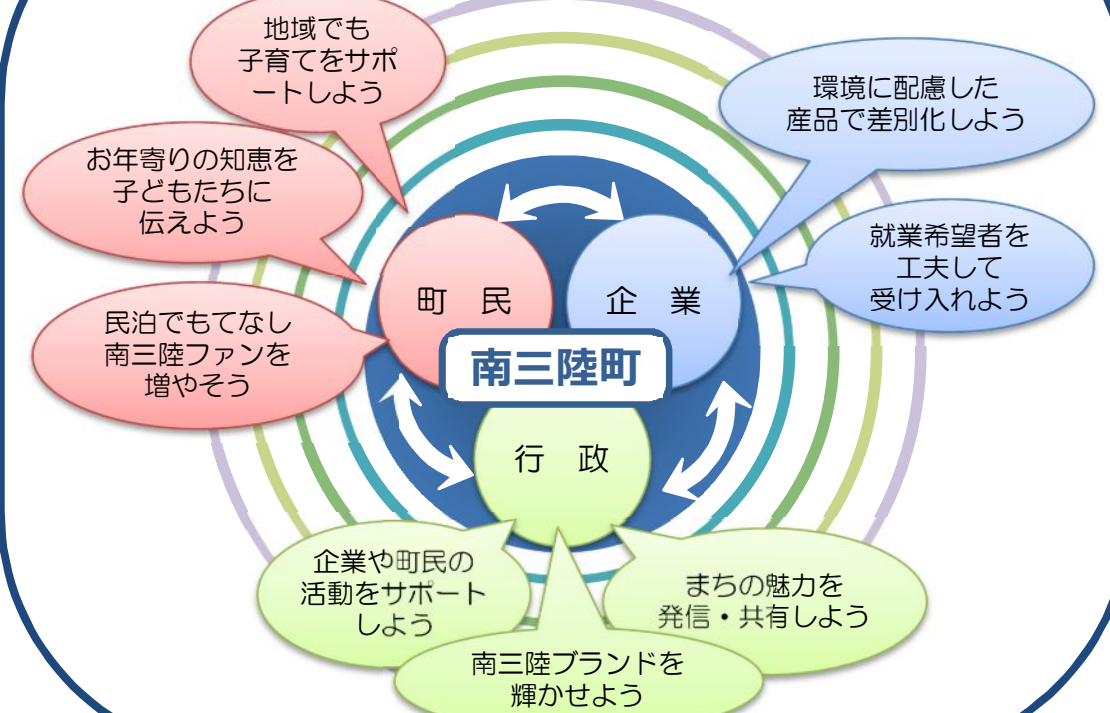 地域でも
子育てをサポ
ートしよう
お年寄りの知恵を
子どもたちに
伝えよう
民泊でもてなし
南三陸ファンを
増やそう
環境に配慮した
産品で差別化しよう
就業希望者を
工夫して
受け入れよう
町　民
企　業
南三陸町
行　政
企業や町民の
活動をサポート
しよう
まちの魅力を
発信・共有しよう
南三陸ブランドを
輝かせよう